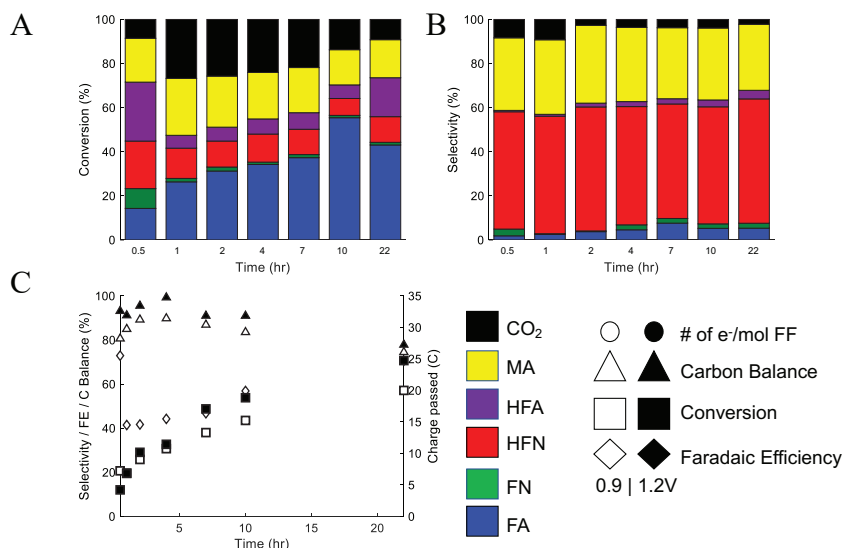 A
100
80
60
40
20
0
Conversion (%)
0.5 1 2 4 7 10 22
Time (hr)
B
100
80
60
40
20
0
Selectivity (%)
0.5 1 2 4 7 10 22
Time (hr)
C
100
80
60
40
20
0
Selectivity / FE / C Balance (%)
35
30
25
20
15
10
5
0
Charge passed (C)
5 10 15 20
Time (hr)
CO₂
MA
HFA
HFN
FN
FA
# of e⁻/mol FF
Carbon Balance
Conversion
Faradaic Efficiency
0.9 | 1.2V